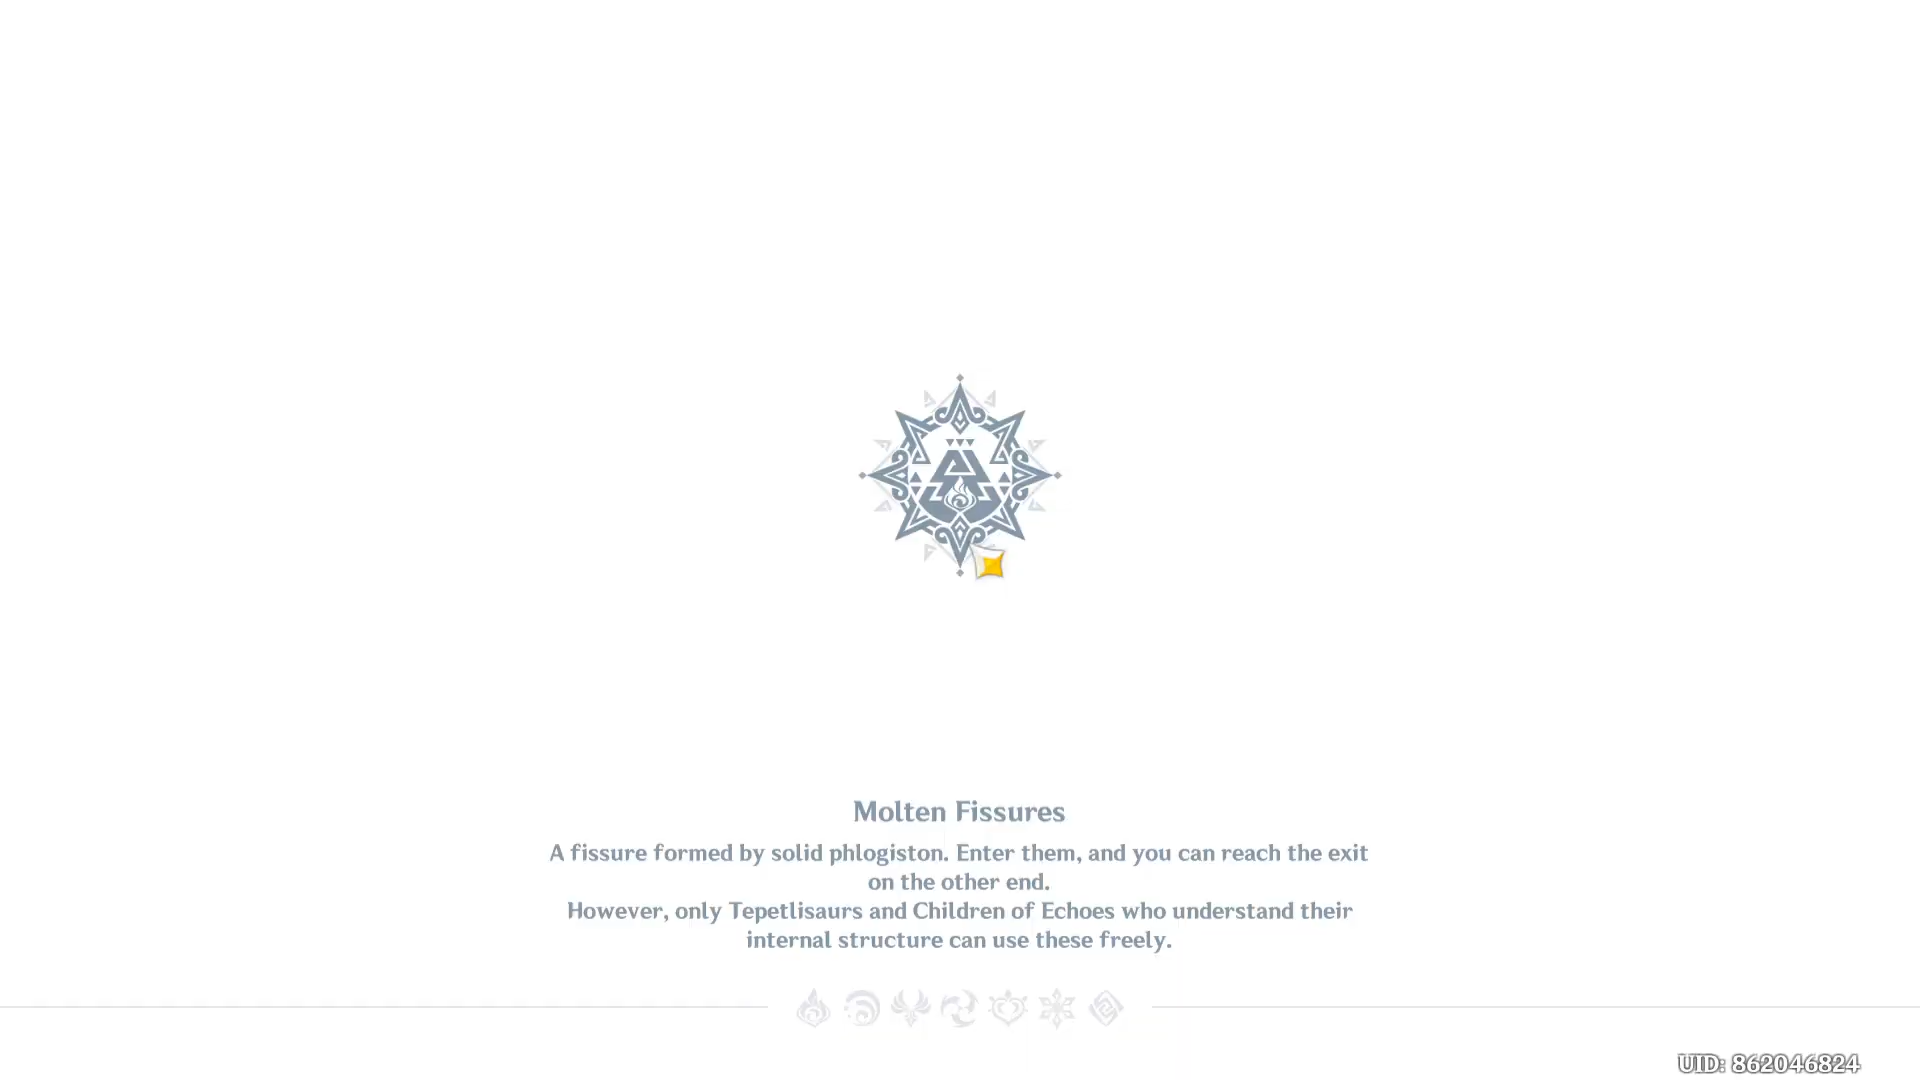 Molten Fissures
A fissure formed by solid phlogiston. Enter them, and you can reach the exit
on the other end.
However, only Tepetlisaurs and Children of Echoes who understand their
internal structure can use these freely.
UID: 862046824